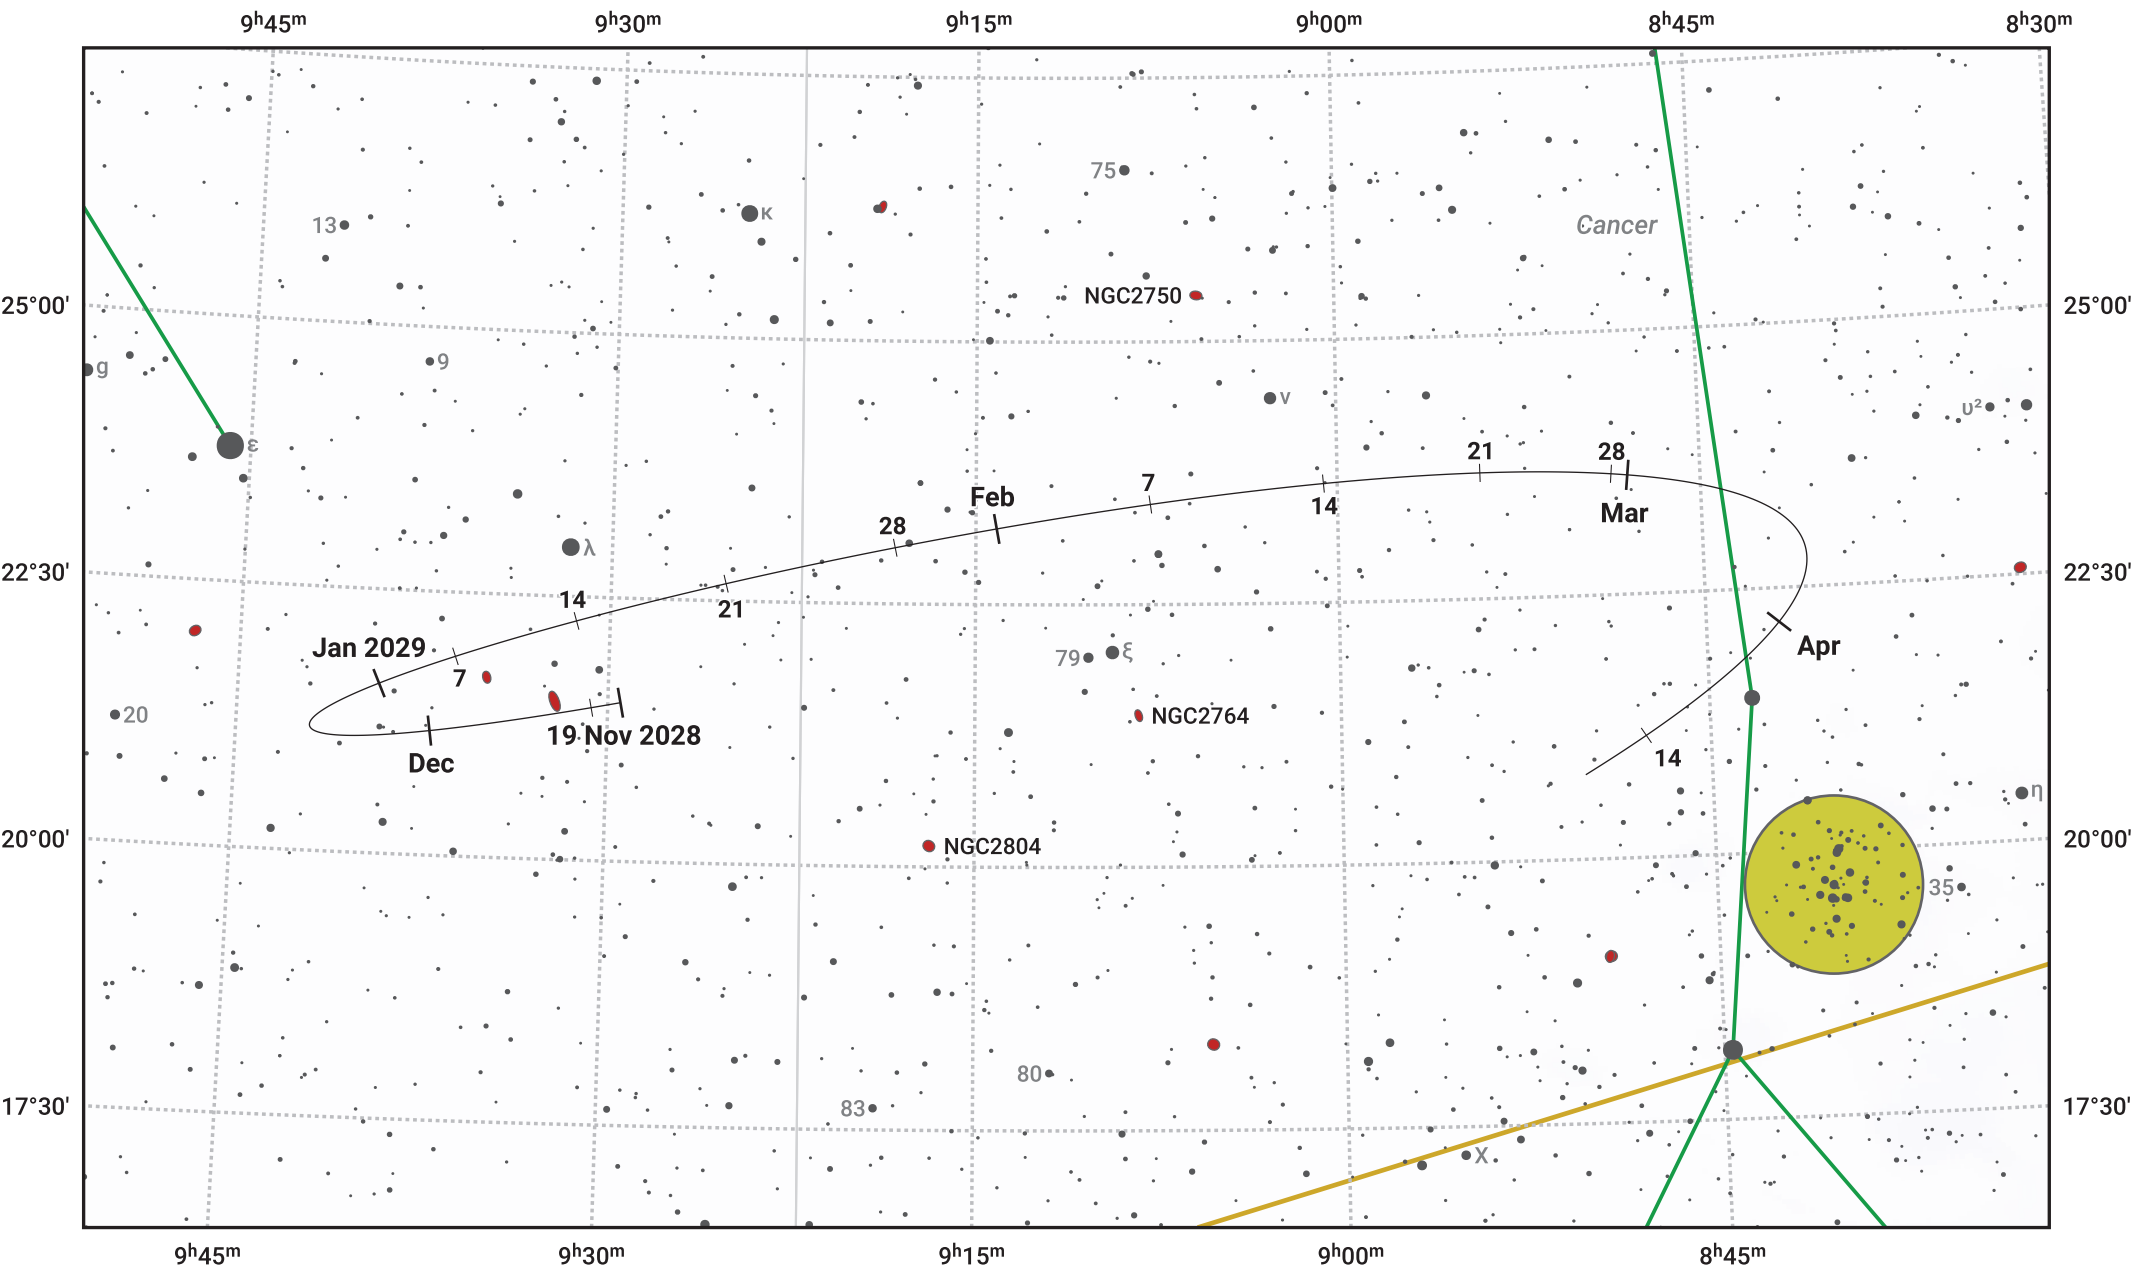 9ʰ45ᵐ 9ʰ30ᵐ 9ʰ15ᵐ 9ʰ00ᵐ 8ʰ45ᵐ 8ʰ30ᵐ
75
κ
13
Cancer
NGC2750
25°00' 25°00'
9
g
ν
υ²
ε
21 28
7
Feb
14 Mar
28
λ
22°30' 22°30'
14 21
Jan 2029 Apr
79 ξ
7
20 NGC2764
19 Nov 2028
14
Dec
η
20°00' 20°00'
NGC2804
35
80
17°30' 17°30'
83
χ
9ʰ45ᵐ 9ʰ30ᵐ 9ʰ15ᵐ 9ʰ00ᵐ 8ʰ45ᵐ